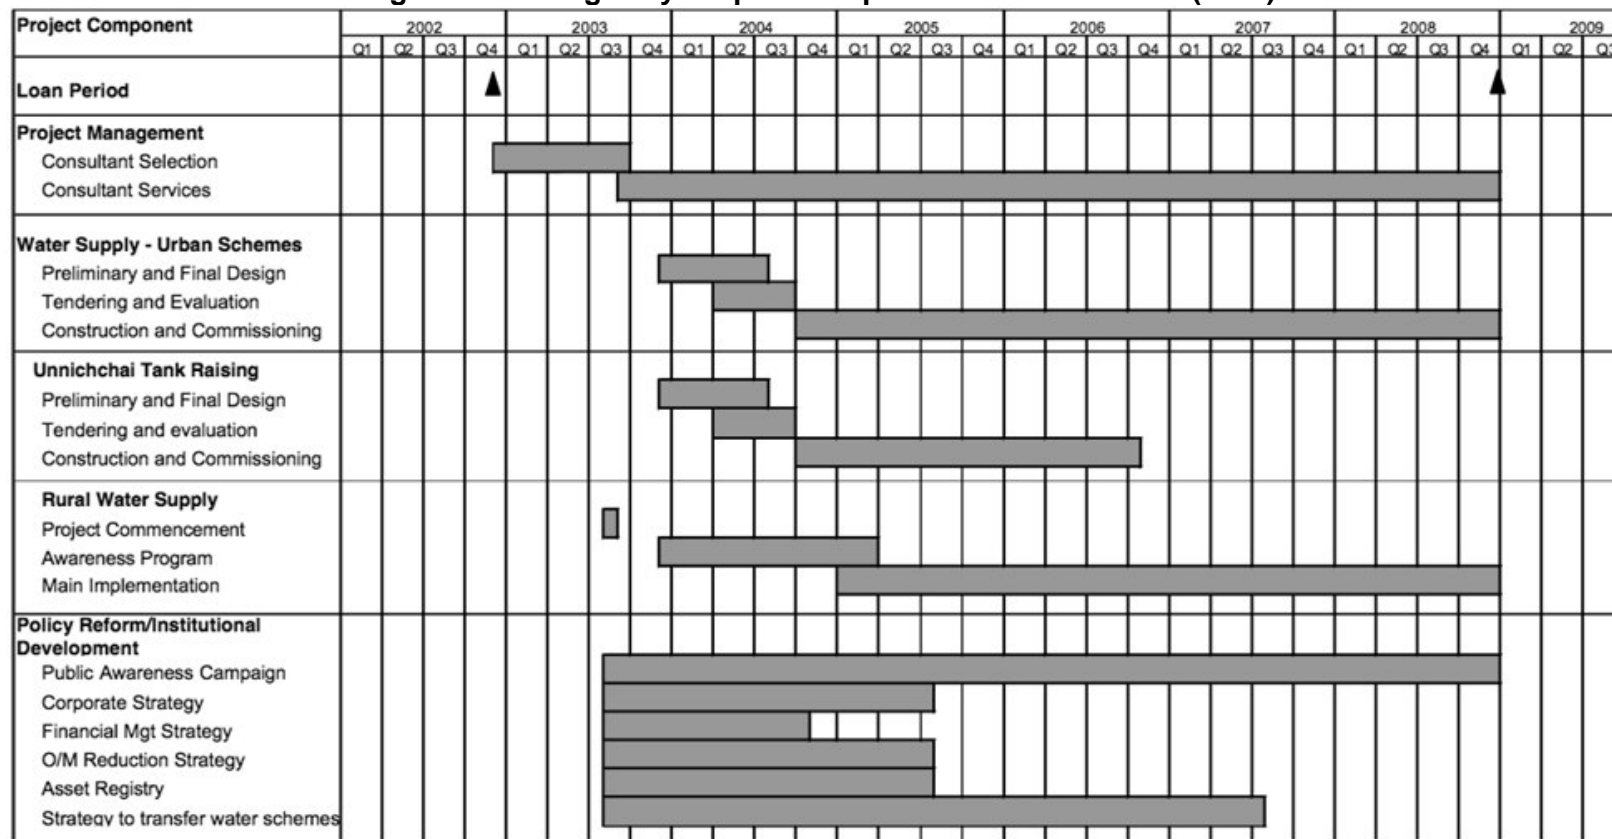 Project Component
2002 2003 2004 2005 2006 2007 2008 2009
Q1 Q2 Q3 Q4 Q1 Q2 Q3 Q4 Q1 Q2 Q3 Q4 Q1 Q2 Q3 Q4 Q1 Q2 Q3 Q4 Q1 Q2 Q3 Q4 Q1 Q2 Q3 Q4 Q1 Q2
Loan Period
Project Management
Consultant Selection
Consultant Services
Water Supply - Urban Schemes
Preliminary and Final Design
Tendering and Evaluation
Construction and Commissioning
Unnichchai Tank Raising
Preliminary and Final Design
Tendering and evaluation
Construction and Commissioning
Rural Water Supply
Project Commencement
Awareness Program
Main Implementation
Policy Reform/Institutional
Development
Public Awareness Campaign
Corporate Strategy
Financial Mgt Strategy
O/M Reduction Strategy
Asset Registry
Strategy to transfer water schemes